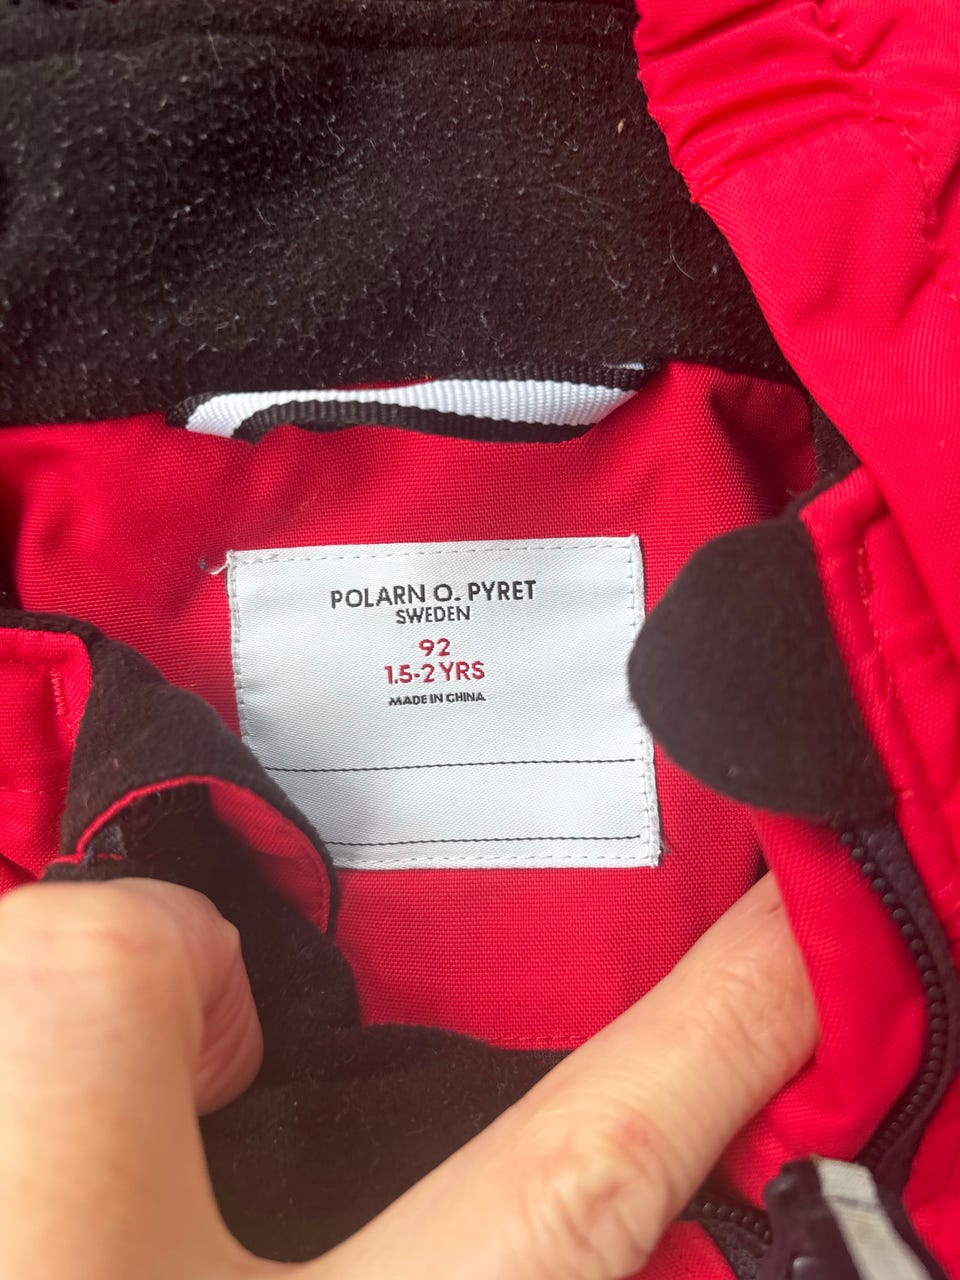 POLARN O. PYRET
SWEDEN
92
1.5-2 YRS
MADE IN CHINA